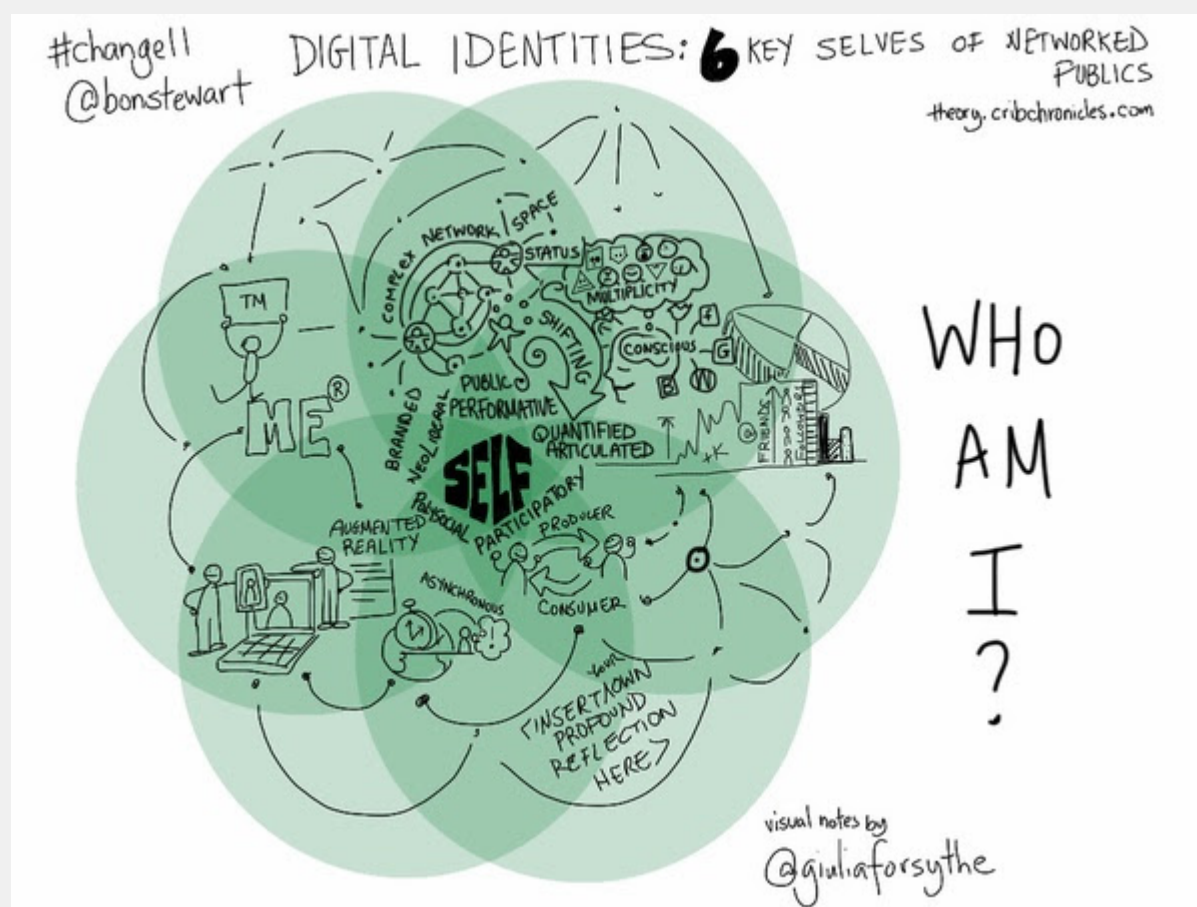 #change11
@bonstewart
DIGITAL IDENTITIES: 6 KEY SELVES OF NETWORKED
PUBLICS
theory.cribchronicles.com
COMPLEX NETWORK / SPACE
STATUS
MULTIPLICITY
SHIFTING
CONSCIOUS
f
G
B
W
TM
ME®
PUBLIC
PERFORMATIVE
BRANDED
NEOLIBERAL
QUANTIFIED
ARTICULATED
+K
@
FRIENDS
FOLLOWERS
SELF
POLYSOCIAL
PARTICIPATORY
AUGMENTED
REALITY
PRODUCER
CONSUMER
ASYNCHRONOUS
!
YOUR
<INSERT/OWN
PROFOUND
REFLECTION
HERE>
WHO
AM
I
?
visual notes by
@giuliaforsythe